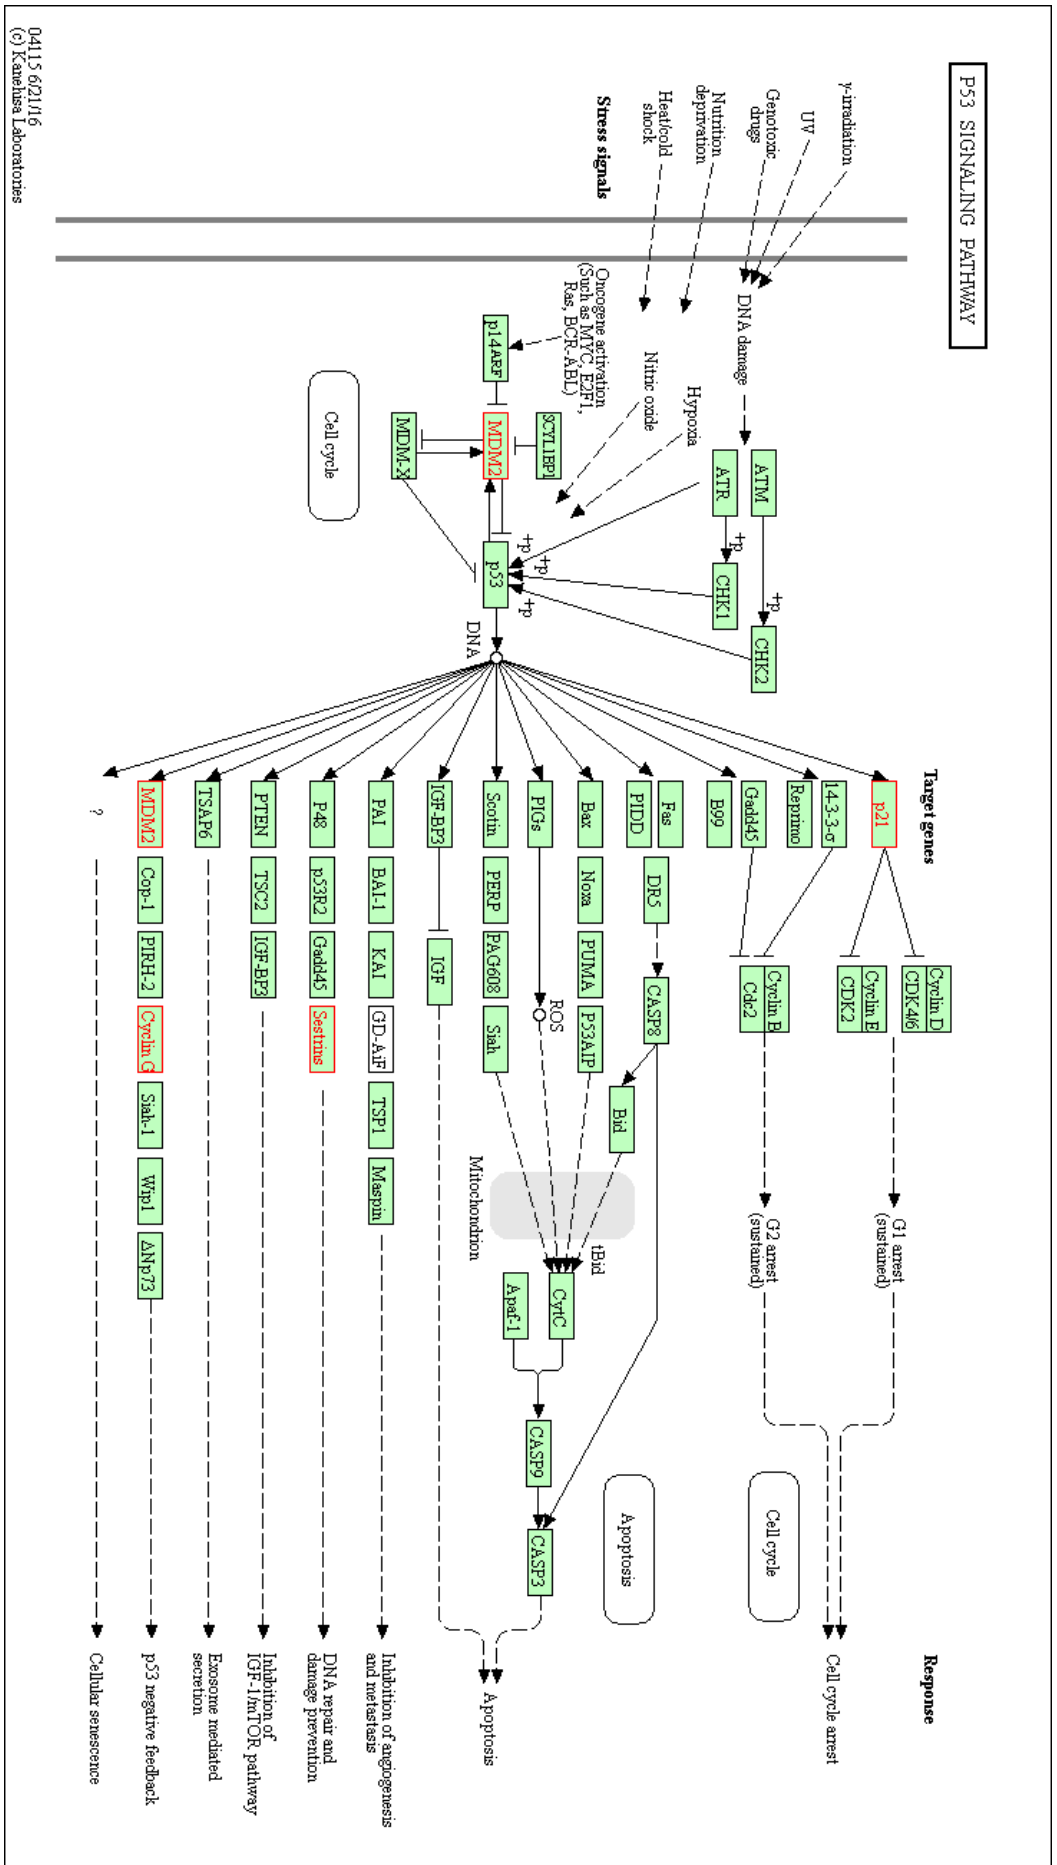 P53 SIGNALING PATHWAY
Target genes
Response
γ-irradiation
UV
Genotoxic
drugs
Nutrition
deprivation
Heat/cold
shock
Stress signals
DNA damage
ATM
+p
CHK2
ATR
+p
CHK1
Hypoxia
Nitric oxide
Oncogene activation
(Such as MYC, E2F1,
Ras, BCR-ABL)
p14ARF
SCYL1BP1
MDM2
MDM-X
Cell cycle
+p
+p
+p
p53
DNA
p21
Cyclin D
CDK4/6
Cyclin E
CDK2
G1 arrest
(sustained)
14-3-3-σ
Reprimo
Gadd45
B99
Cyclin B
Cdc2
G2 arrest
(sustained)
Cell cycle
Cell cycle arrest
Fas
PIDD
DR5
CASP8
Bid
tBid
Apoptosis
Bax
Noxa
PUMA
P53AIP
PIGs
ROS
CytC
Scotin
PERP
PAG608
Siah
Mitochondrion
Apaf-1
CASP9
CASP3
Apoptosis
IGF-BP3
IGF
PAI
BAI-1
KAI
GD-AiF
TSP1
Maspin
Inhibition of angiogenesis
and metastasis
P48
p53R2
Gadd45
Sestrins
DNA repair and
damage prevention
PTEN
TSC2
IGF-BP3
Inhibition of
IGF-1/mTOR pathway
TSAP6
Exosome mediated
secretion
MDM2
Cop-1
PIRH-2
Cyclin G
Siah-1
Wip1
ΔNp73
p53 negative feedback
?
Cellular senescence
04115 6/21/16
(c) Kanehisa Laboratories